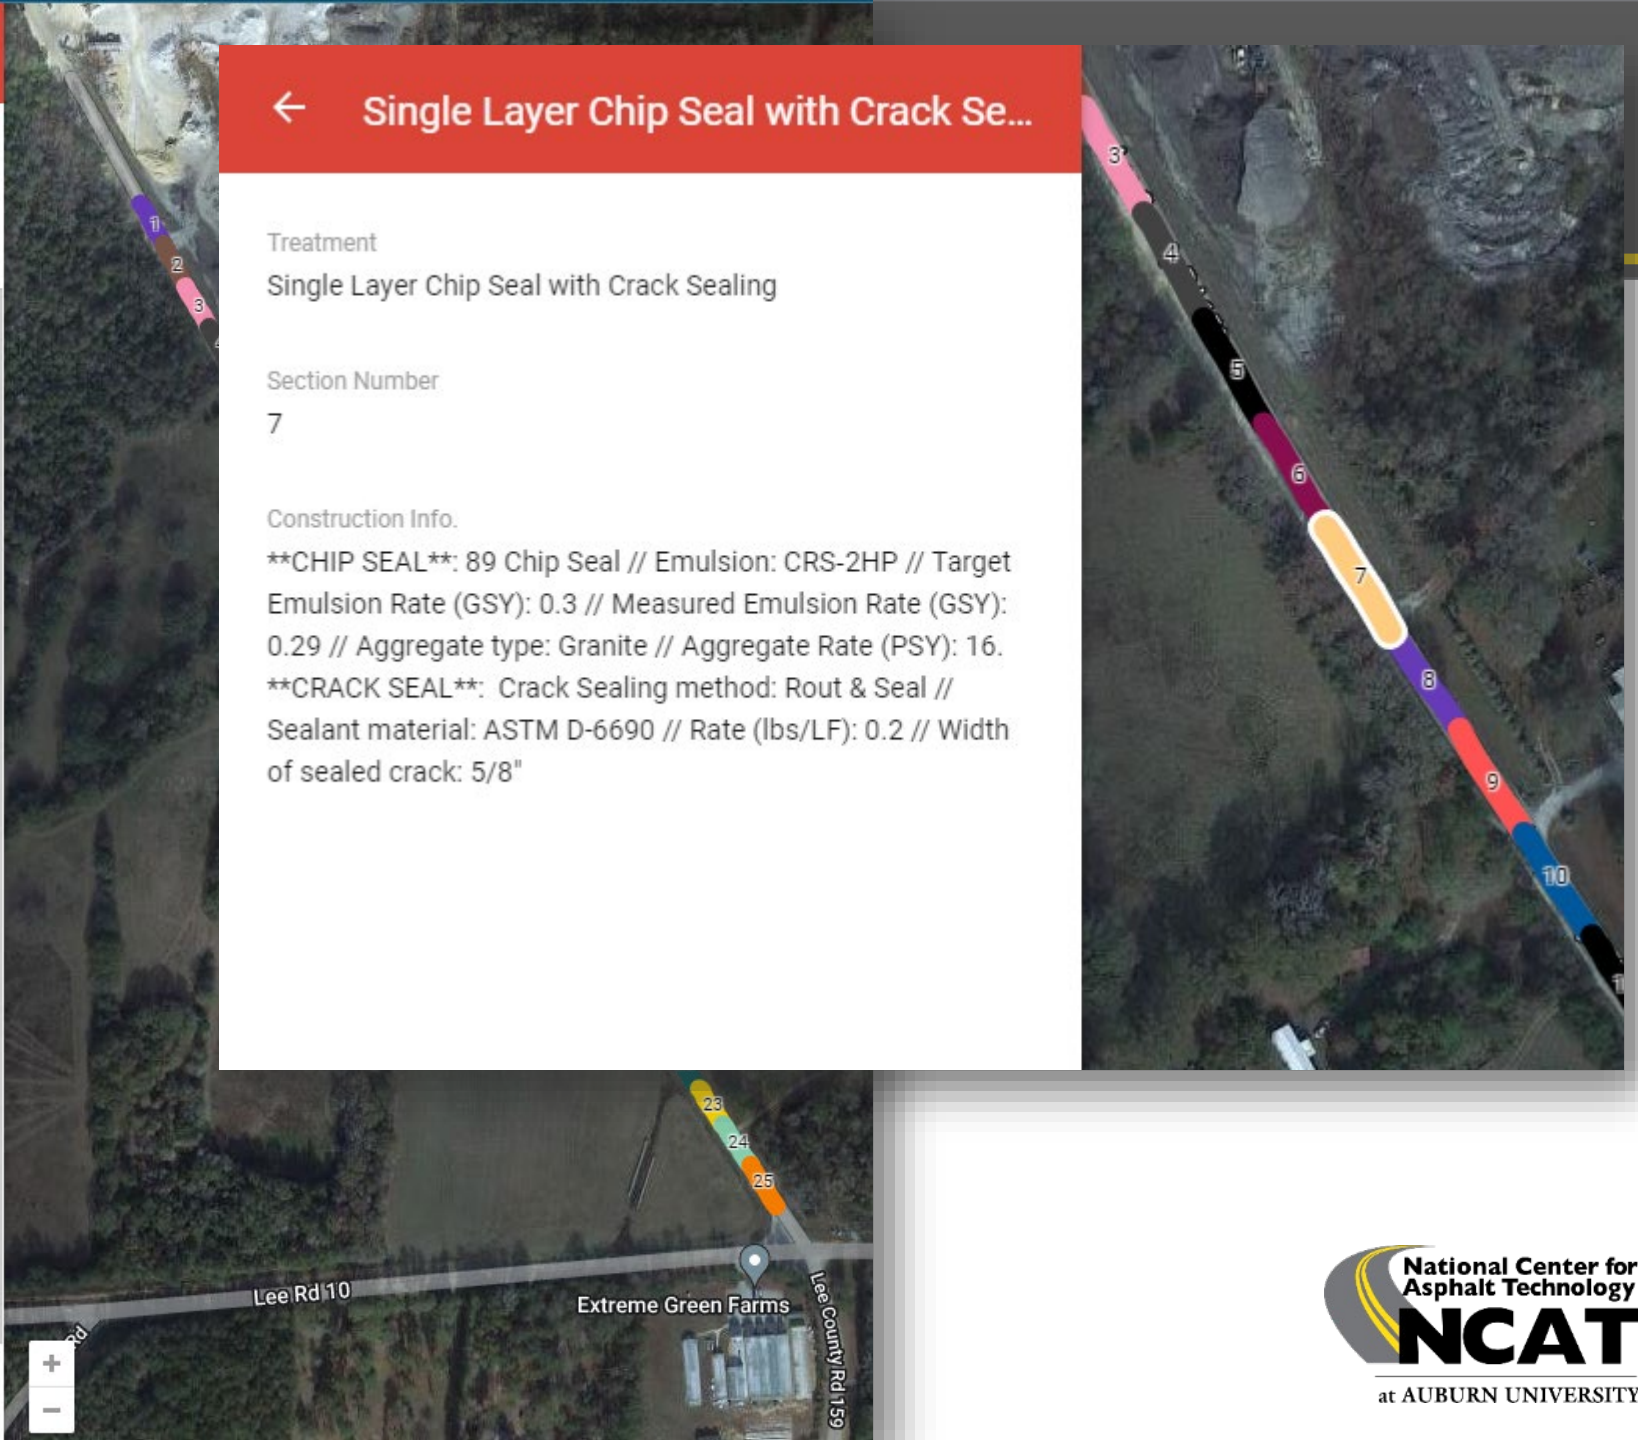 Single Layer Chip Seal with Crack Se...
Treatment
Single Layer Chip Seal with Crack Sealing
Section Number
7
Construction Info.
**CHIP SEAL**: 89 Chip Seal // Emulsion: CRS-2HP // Target
Emulsion Rate (GSY): 0.3 // Measured Emulsion Rate (GSY):
0.29 // Aggregate type: Granite // Aggregate Rate (PSY): 16.
**CRACK SEAL**:  Crack Sealing method: Rout & Seal //
Sealant material: ASTM D-6690 // Rate (lbs/LF): 0.2 // Width
of sealed crack: 5/8"
1
2
3
3
4
5
6
7
8
9
10
23
24
25
Lee Rd 10
Extreme Green Farms
Lee County Rd 159
Rd
+
−
National Center for
Asphalt Technology
NCAT
at AUBURN UNIVERSITY